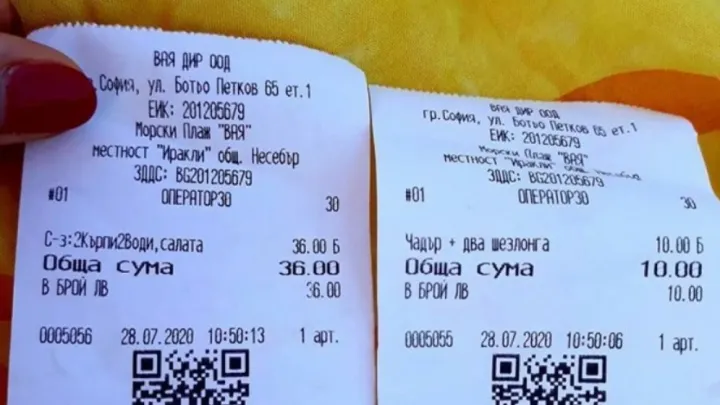 ВАЯ ДИР ООД
гр.София, ул. Ботьо Петков 65 ет.1
ЕИК: 201205679
Морски Плаж "ВАЯ"
местност "Иракли" общ. Несебър
ЗДДС: BG201205679
#01 ОПЕРАТОР30 30
С-з:2Кърпи2Води,салата 36.00 Б
Обща сума 36.00
В БРОЙ ЛВ 36.00
0005056 28.07.2020 10:50:13 1 арт.
ВАЯ ДИР ООД
гр.София, ул. Ботьо Петков 65 ет.1
ЕИК: 201205679
Морски Плаж "ВАЯ"
местност "Иракли" общ. Несебър
ЗДДС: BG201205679
#01 ОПЕРАТОР30 30
Чадър + два шезлонга 10.00 Б
Обща сума 10.00
В БРОЙ ЛВ 10.00
0005055 28.07.2020 10:50:06 1 арт.